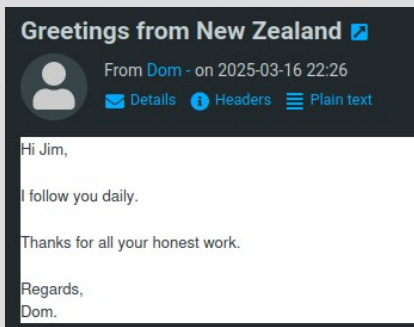 Greetings from New Zealand
From Dom - on 2025-03-16 22:26
Details Headers Plain text
Hi Jim,
I follow you daily.
Thanks for all your honest work.
Regards,
Dom.